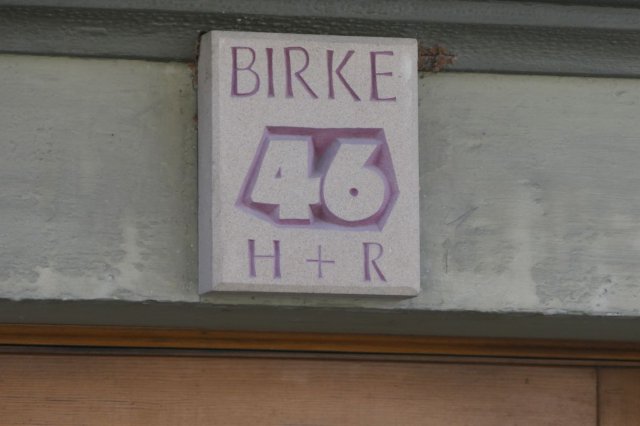 BIRKE
46
H + R